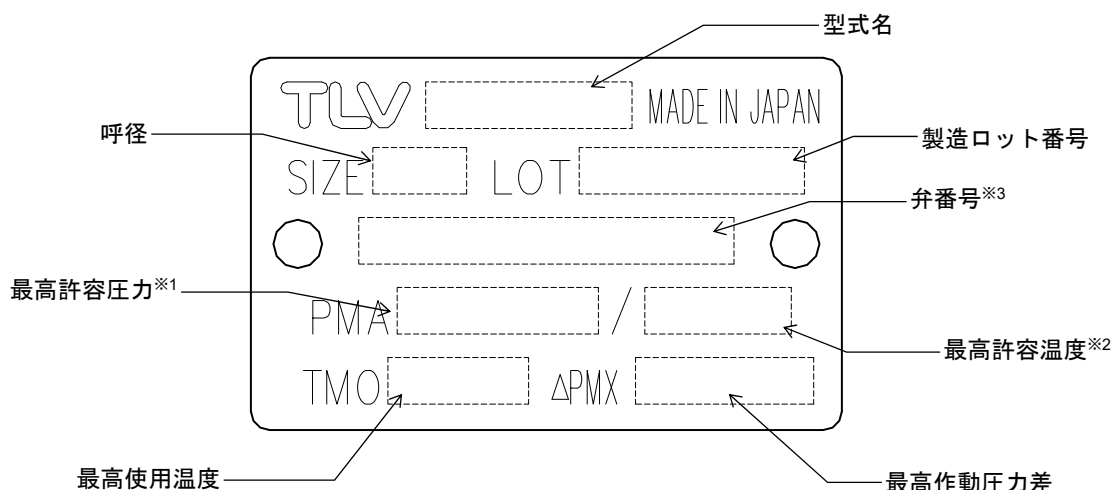 型式名
TLV MADE IN JAPAN
呼径
製造ロット番号
SIZE LOT
弁番号※3
最高許容圧力※1
PMA /
最高許容温度※2
TMO ΔPMX
最高使用温度
最高作動圧力差